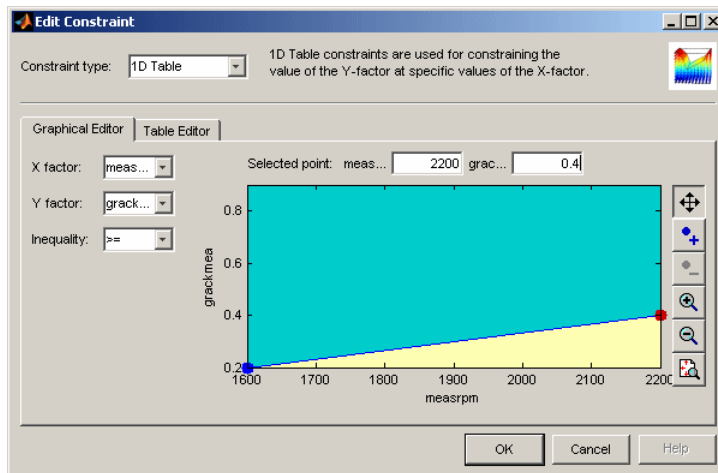 Edit Constraint
Constraint type: 1D Table 1D Table constraints are used for constraining the
value of the Y-factor at specific values of the X-factor.
Graphical Editor Table Editor
X factor: meas... Selected point: meas... 2200 grac... 0.4
Y factor: grack...
Inequality: >=
0.8
0.6
0.4
0.2
grackmea
1600 1700 1800 1900 2000 2100 2200
measrpm
OK Cancel Help